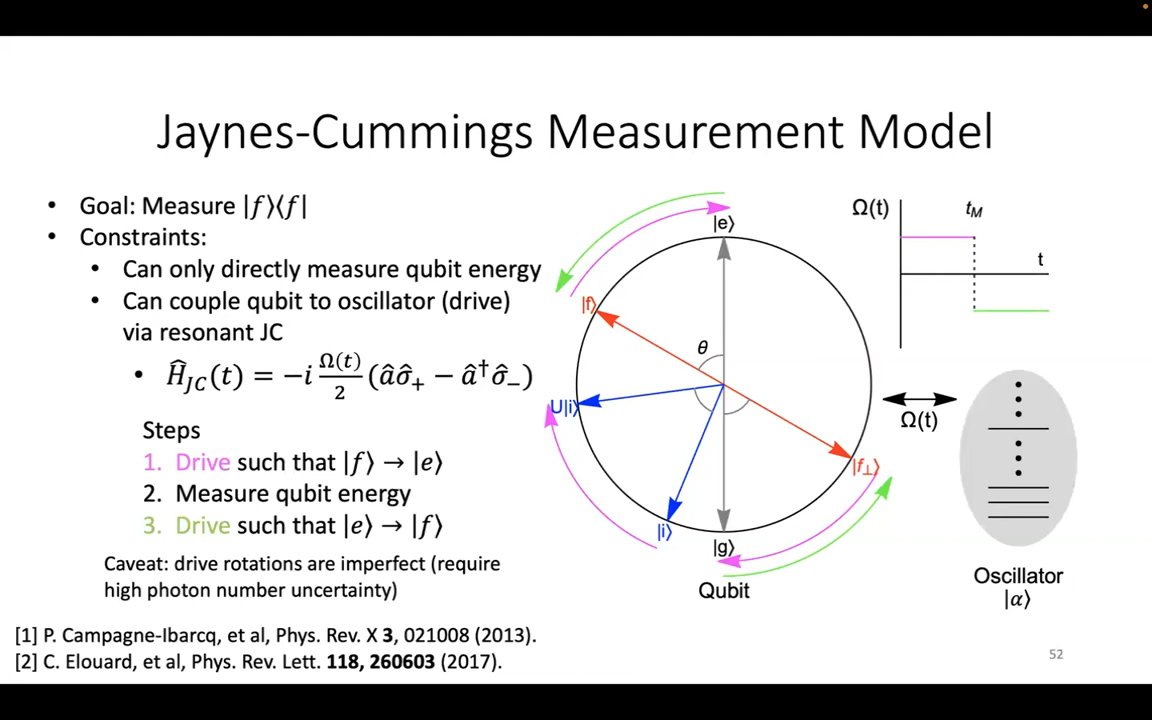 Jaynes-Cummings Measurement Model
• Goal: Measure |f⟩⟨f|
• Constraints:
• Can only directly measure qubit energy
• Can couple qubit to oscillator (drive)
via resonant JC
• Ĥ_JC(t) = −i Ω(t)/2 (âσ̂₊ − â†σ̂₋)
Steps
1. Drive such that |f⟩ → |e⟩
2. Measure qubit energy
3. Drive such that |e⟩ → |f⟩
Caveat: drive rotations are imperfect (require
high photon number uncertainty)
[1] P. Campagne-Ibarcq, et al, Phys. Rev. X 3, 021008 (2013).
[2] C. Elouard, et al, Phys. Rev. Lett. 118, 260603 (2017).
|e⟩
|f⟩
θ
U|i⟩
|f⊥⟩
|i⟩
|g⟩
Qubit
Ω(t)
t_M
t
Ω(t)
Oscillator
|α⟩
52